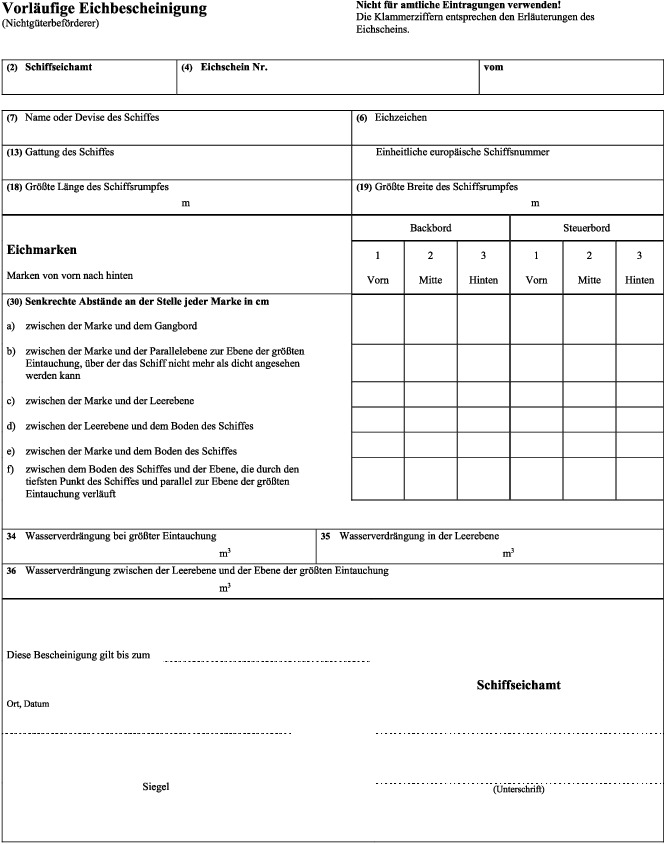 Vorläufige Eichbescheinigung
(Nichtgüterbeförderer)
Nicht für amtliche Eintragungen verwenden!
Die Klammerziffern entsprechen den Erläuterungen des
Eichscheins.
(2) Schiffseichamt
(4) Eichschein Nr.
vom
(7) Name oder Devise des Schiffes
(6) Eichzeichen
(13) Gattung des Schiffes
Einheitliche europäische Schiffsnummer
(18) Größte Länge des Schiffsrumpfes
m
(19) Größte Breite des Schiffsrumpfes
m
Eichmarken
Marken von vorn nach hinten
Backbord
Steuerbord
1 2 3 1 2 3
Vorn Mitte Hinten Vorn Mitte Hinten
(30) Senkrechte Abstände an der Stelle jeder Marke in cm
a) zwischen der Marke und dem Gangbord
b) zwischen der Marke und der Parallelebene zur Ebene der größten
Eintauchung, über der das Schiff nicht mehr als dicht angesehen
werden kann
c) zwischen der Marke und der Leerebene
d) zwischen der Leerebene und dem Boden des Schiffes
e) zwischen der Marke und dem Boden des Schiffes
f) zwischen dem Boden des Schiffes und der Ebene, die durch den
tiefsten Punkt des Schiffes und parallel zur Ebene der größten
Eintauchung verläuft
34 Wasserverdrängung bei größter Eintauchung
m³
35 Wasserverdrängung in der Leerebene
m³
36 Wasserverdrängung zwischen der Leerebene und der Ebene der größten Eintauchung
m³
Diese Bescheinigung gilt bis zum
Schiffseichamt
Ort, Datum
Siegel
(Unterschrift)